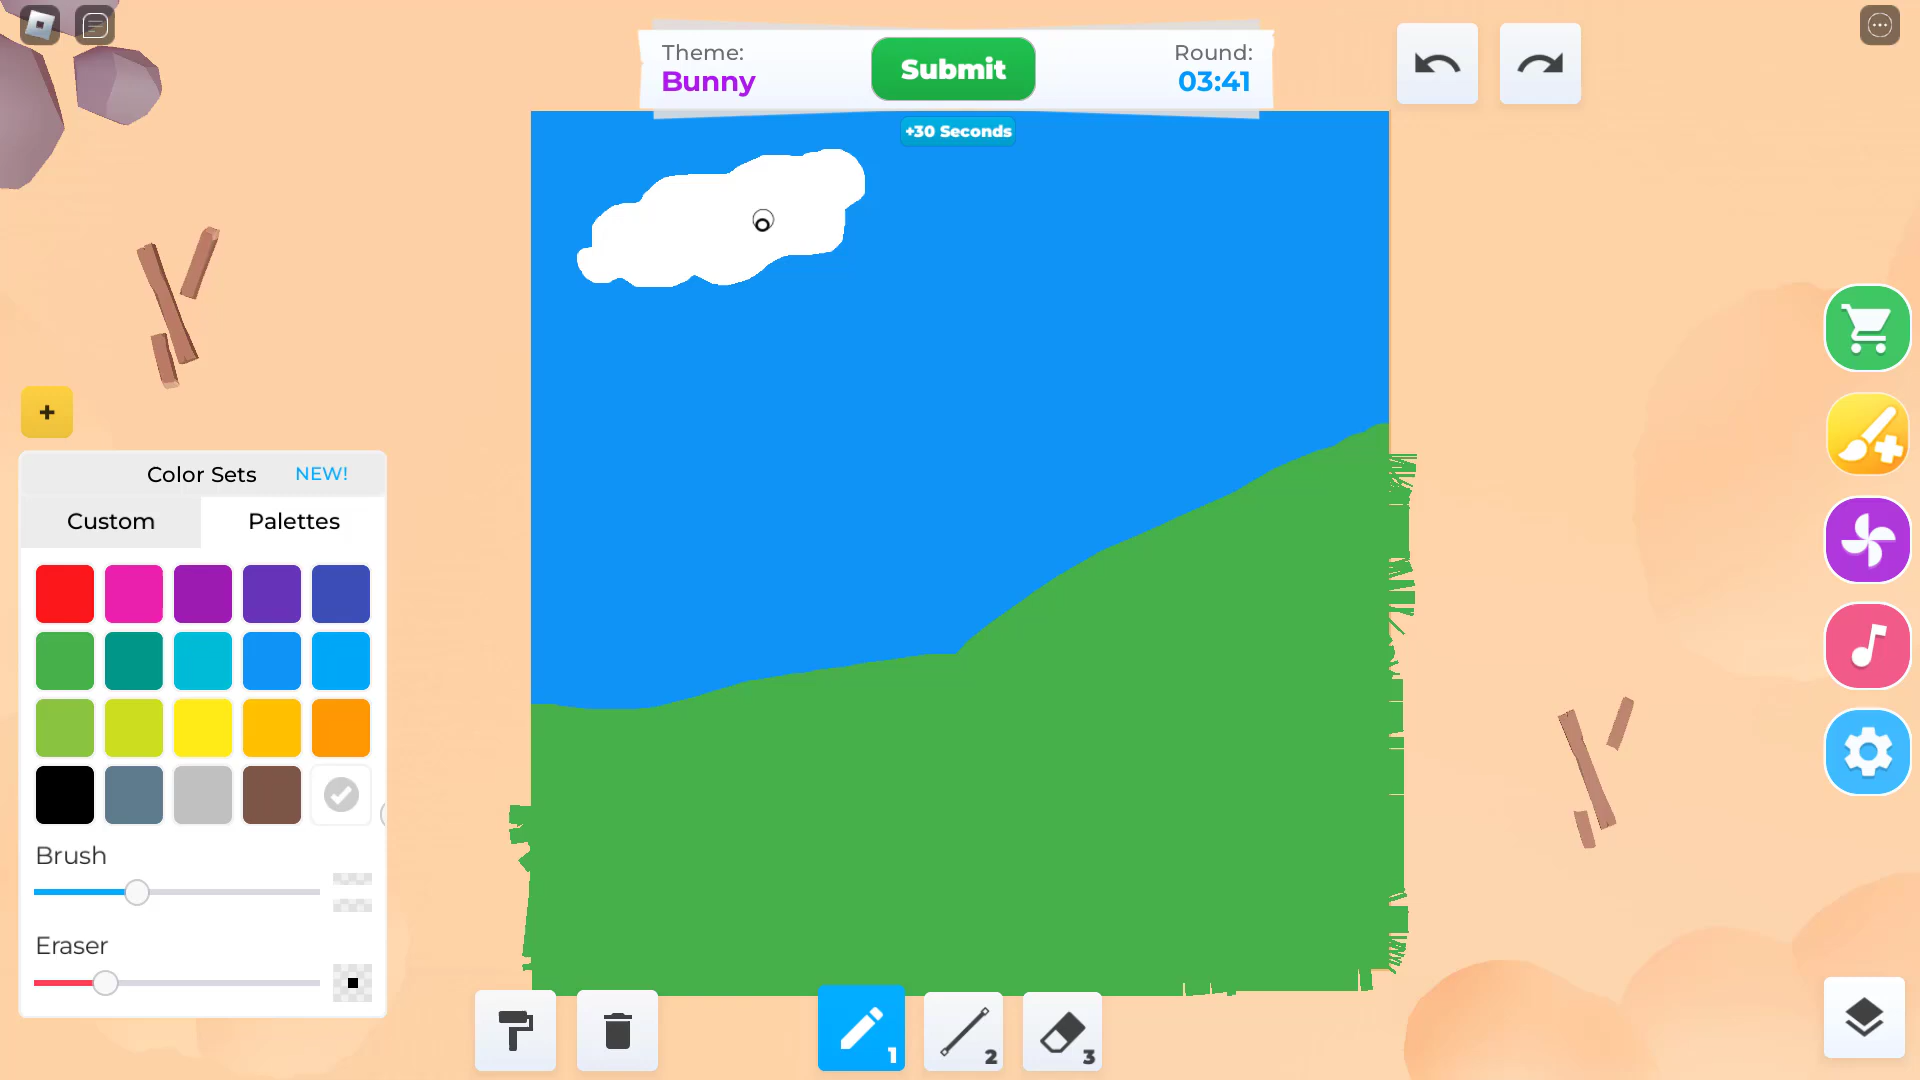 Theme:
Bunny
Submit
Round:
03:41
+30 Seconds
+
Color Sets NEW!
Custom Palettes
Brush
Eraser
1
2
3